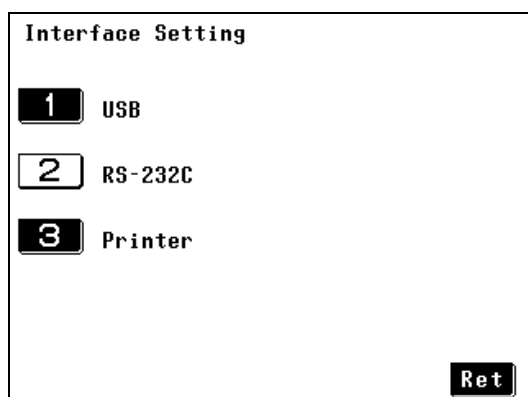 Interface Setting
1 USB
2 RS-232C
3 Printer
Ret